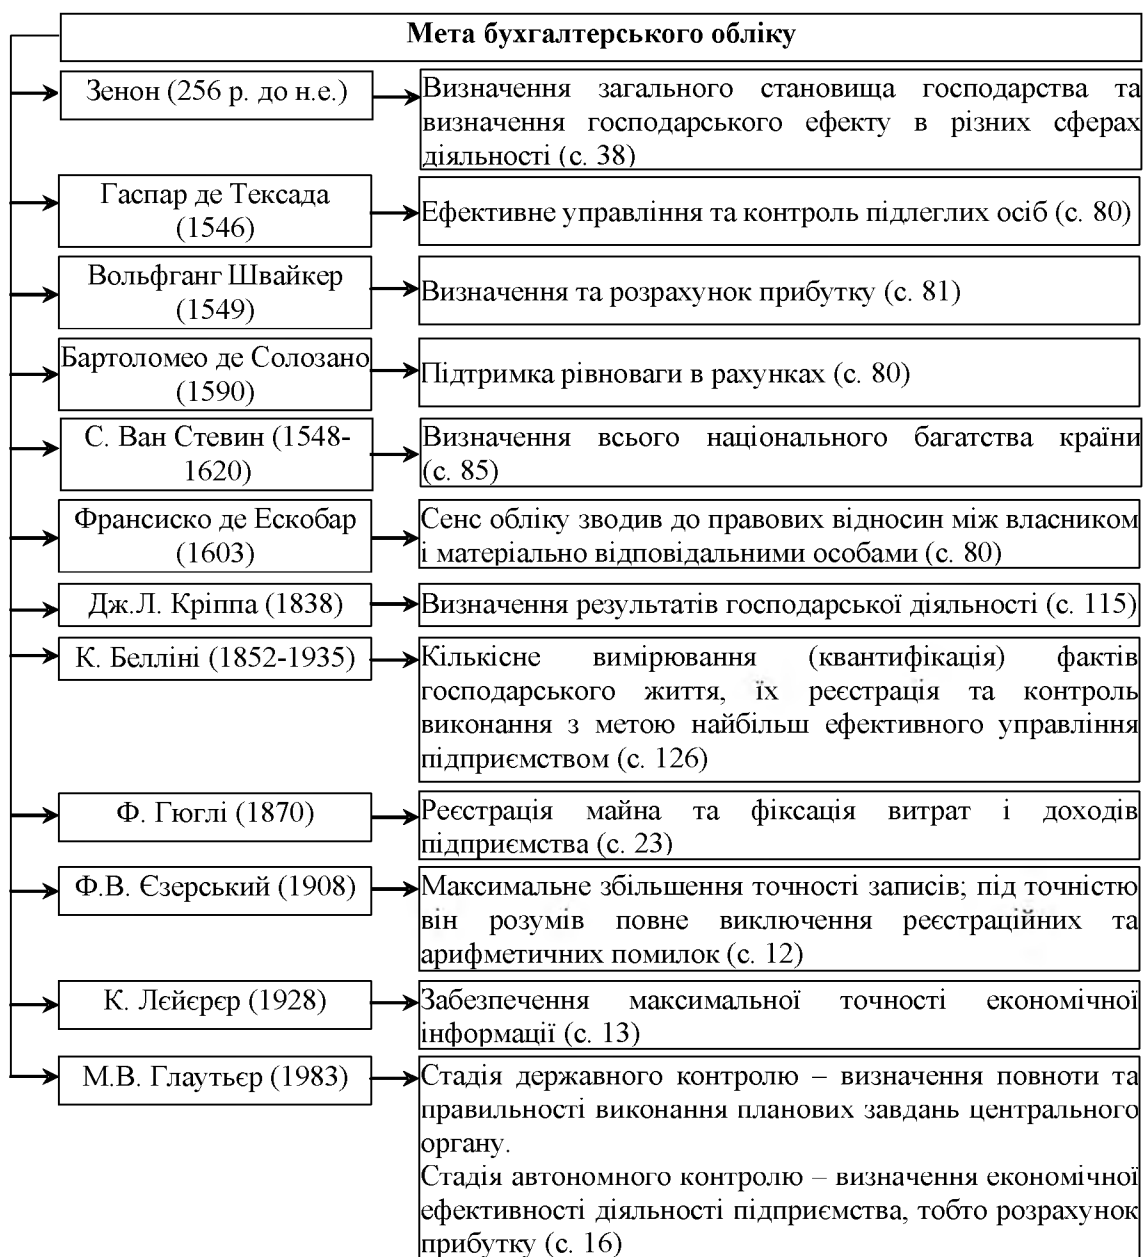 Мета бухгалтерського обліку
Зенон (256 р. до н.е.)
Визначення загального становища господарства та
визначення господарського ефекту в різних сферах
діяльності (с. 38)
Гаспар де Тексада
(1546)
Ефективне управління та контроль підлеглих осіб (с. 80)
Вольфганг Швайкер
(1549)
Визначення та розрахунок прибутку (с. 81)
Бартоломео де Солозано
(1590)
Підтримка рівноваги в рахунках (с. 80)
С. Ван Стевин (1548-
1620)
Визначення всього національного багатства країни
(с. 85)
Франсиско де Ескобар
(1603)
Сенс обліку зводив до правових відносин між власником
і матеріально відповідальними особами (с. 80)
Дж.Л. Кріппа (1838)
Визначення результатів господарської діяльності (с. 115)
К. Белліні (1852-1935)
Кількісне вимірювання (квантифікація) фактів
господарського життя, їх реєстрація та контроль
виконання з метою найбільш ефективного управління
підприємством (с. 126)
Ф. Гюглі (1870)
Реєстрація майна та фіксація витрат і доходів
підприємства (с. 23)
Ф.В. Єзерський (1908)
Максимальне збільшення точності записів; під точністю
він розумів повне виключення реєстраційних та
арифметичних помилок (с. 12)
К. Лєйєрєр (1928)
Забезпечення максимальної точності економічної
інформації (с. 13)
М.В. Глаутьєр (1983)
Стадія державного контролю – визначення повноти та
правильності виконання планових завдань центрального
органу.
Стадія автономного контролю – визначення економічної
ефективності діяльності підприємства, тобто розрахунок
прибутку (с. 16)